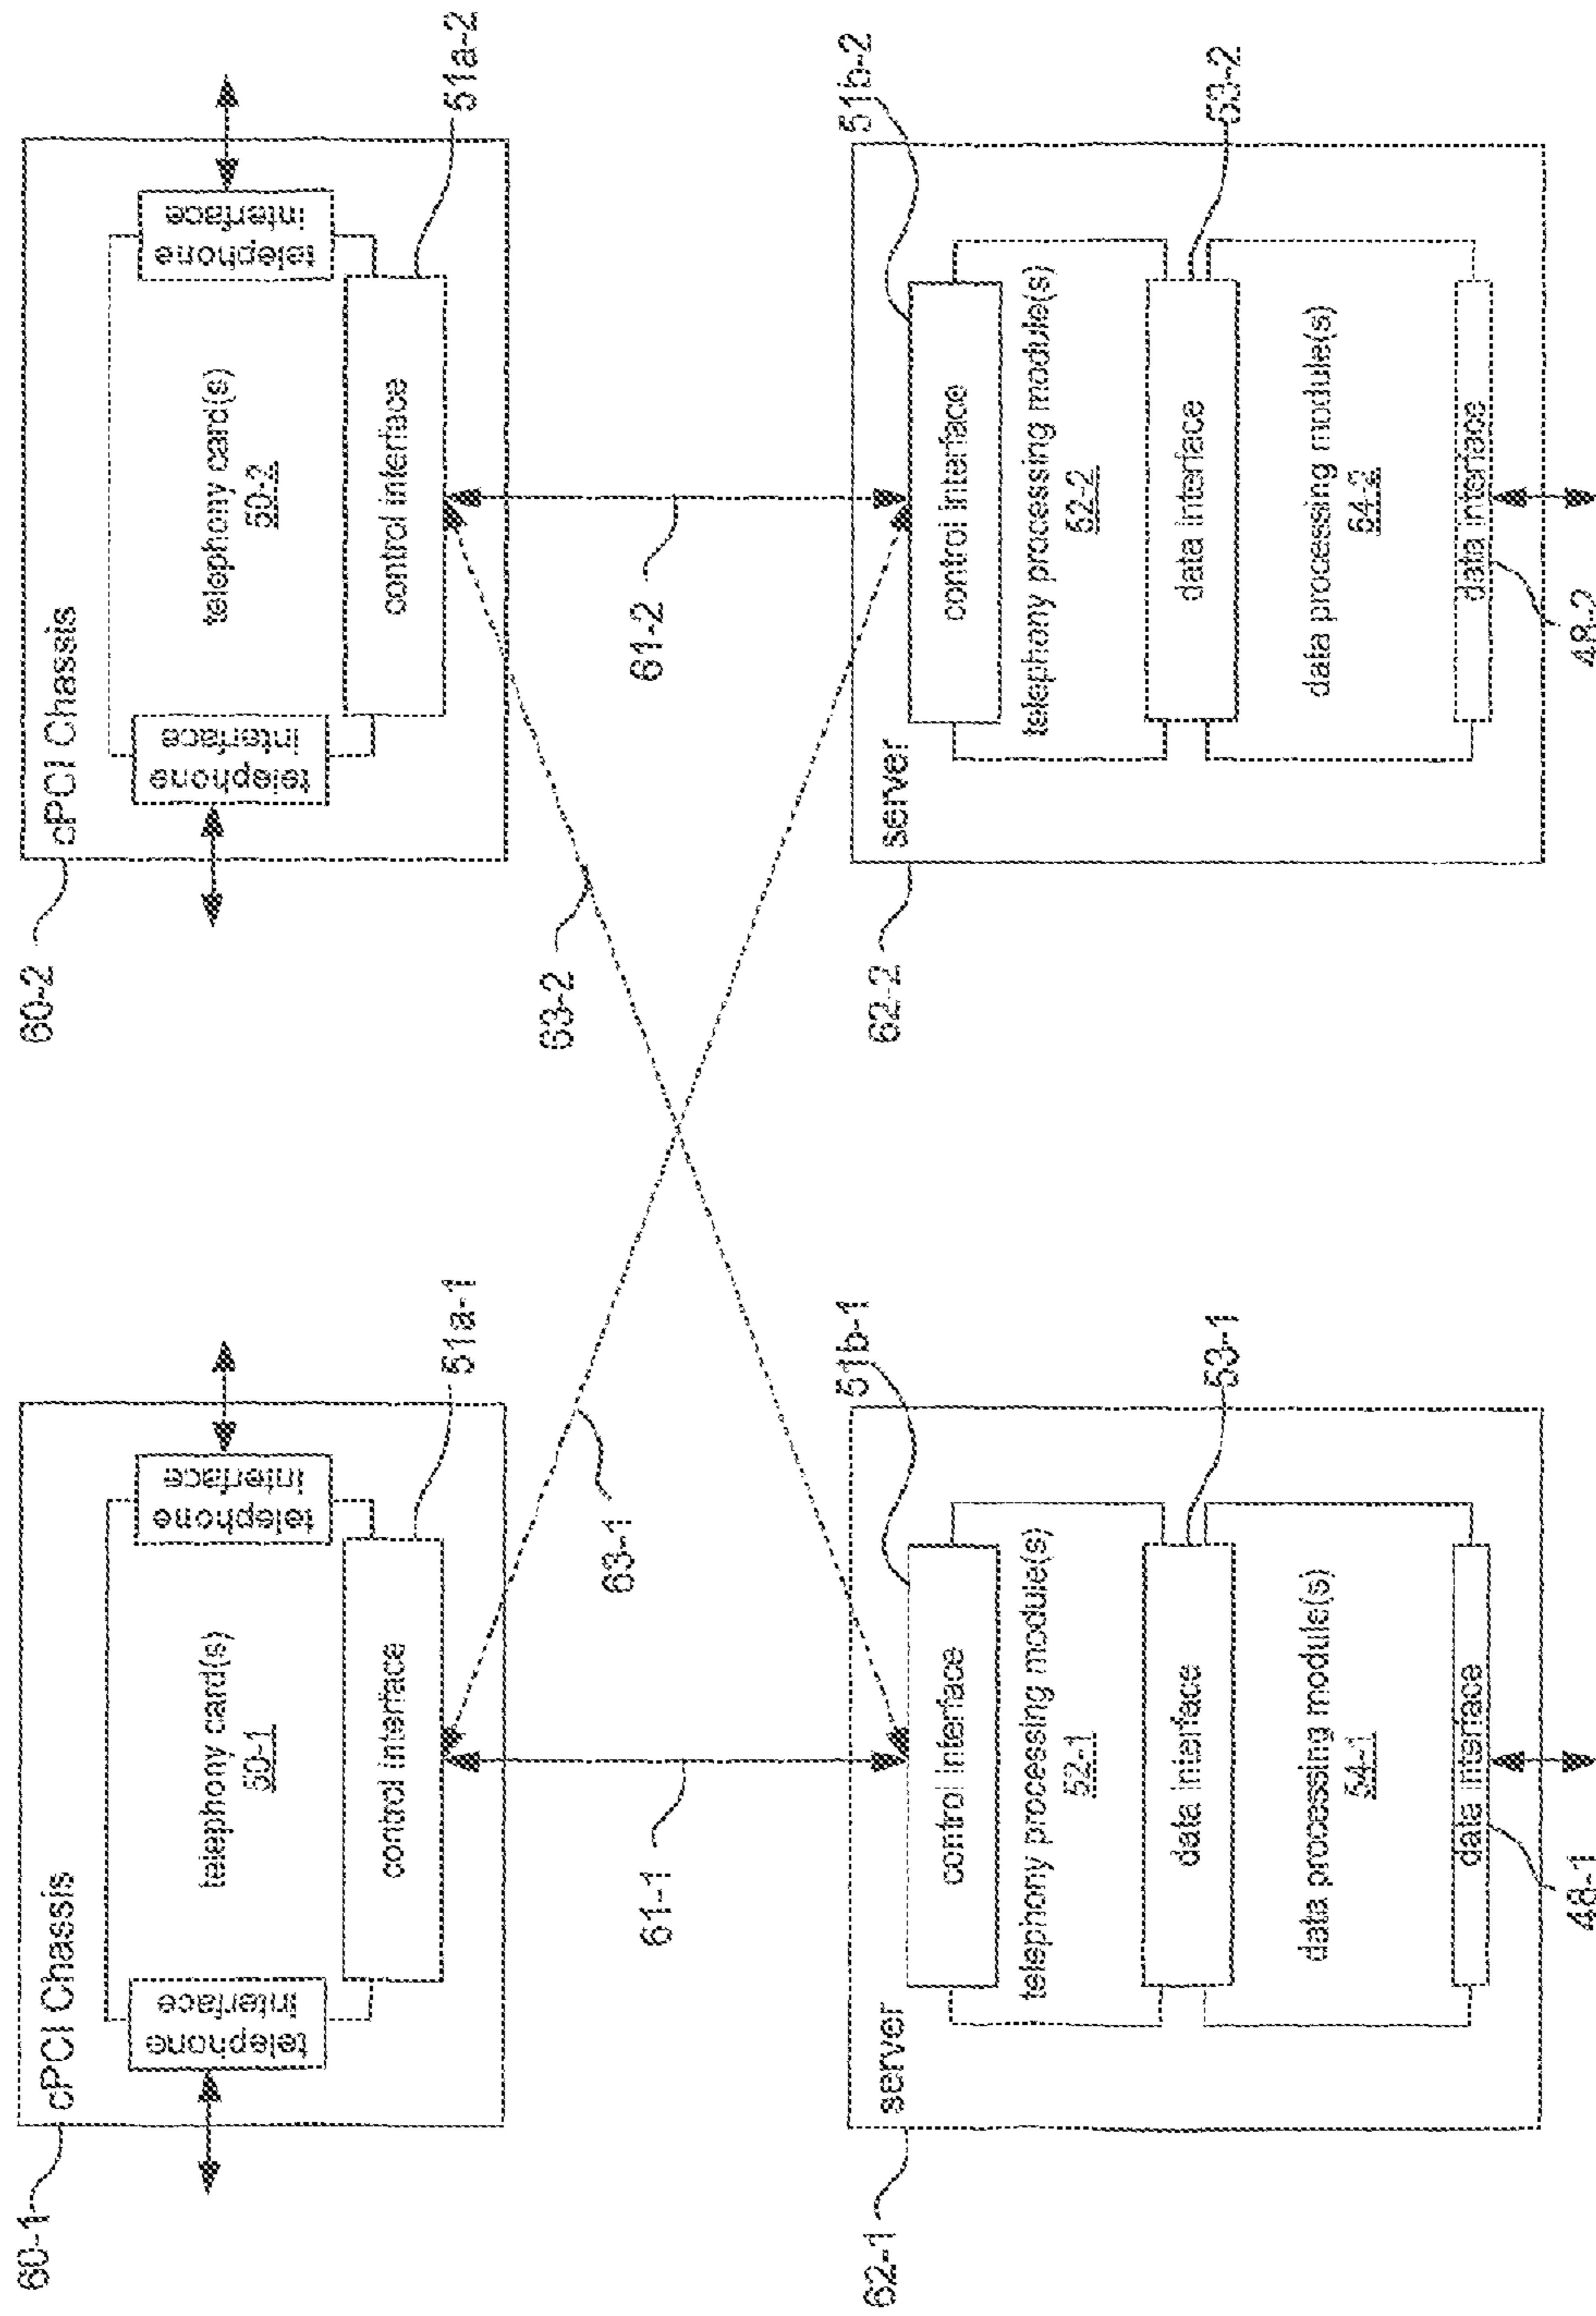 60-1
cPCI Chassis
telephone
interface
telephony card(s)
50-1
telephone
interface
control interface
51a-1
60-2
cPCI Chassis
telephone
interface
telephony card(s)
50-2
telephone
interface
control interface
51a-2
61-1
63-1
63-2
61-2
62-1
server
control interface
51b-1
telephony processing module(s)
52-1
data interface
53-1
data processing module(s)
54-1
data interface
48-1
62-2
server
control interface
51b-2
telephony processing module(s)
52-2
data interface
53-2
data processing module(s)
54-2
data interface
48-2